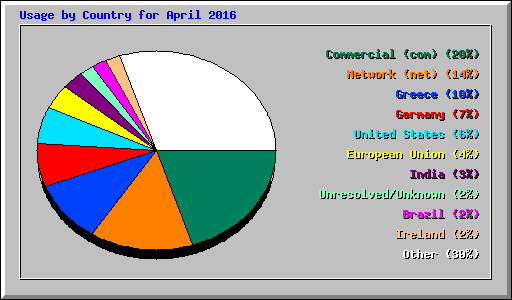 Usage by Country for April 2016
Commercial (com) (20%)
Network (net) (14%)
Greece (10%)
Germany (7%)
United States (6%)
European Union (4%)
India (3%)
Unresolved/Unknown (2%)
Brazil (2%)
Ireland (2%)
Other (30%)